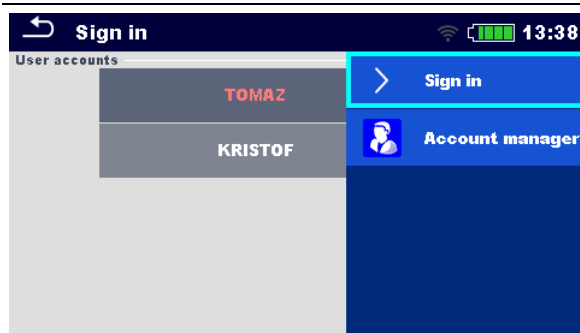 Sign in
13:38
User accounts
TOMAZ
KRISTOF
Sign in
Account manager